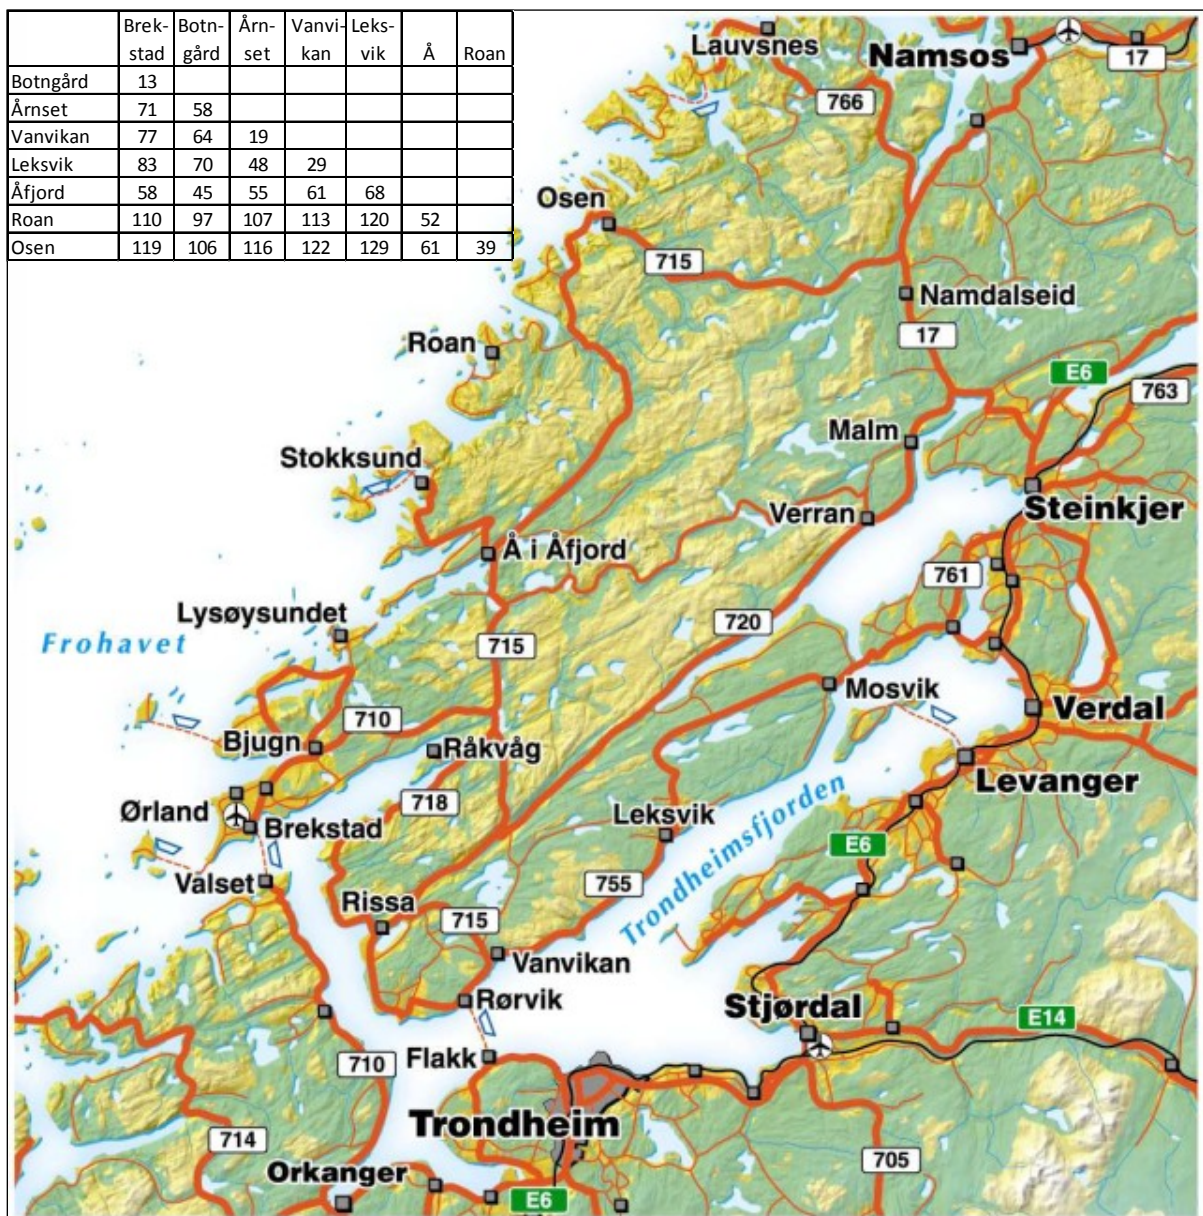 Brek- Botn- Årn- Vanvi- Leks-
stad gård set kan vik Å Roan
Botngård 13
Årnset 71 58
Vanvikan 77 64 19
Leksvik 83 70 48 29
Åfjord 58 45 55 61 68
Roan 110 97 107 113 120 52
Osen 119 106 116 122 129 61 39
Lauvsnes
Namsos
17
766
Osen
715
Namdalseid
17
Roan
E6
763
Malm
Stokksund
Steinkjer
Verran
Å i Åfjord
761
Lysøysundet
720
Frohavet
715
Mosvik
Verdal
710
Bjugn
Råkvåg
Levanger
718
Ørland
Brekstad
Leksvik
Trondheimsfjorden
E6
Valset
755
Rissa
715
Vanvikan
Rørvik
Stjørdal
E14
Flakk
710
Trondheim
714
705
Orkanger
E6